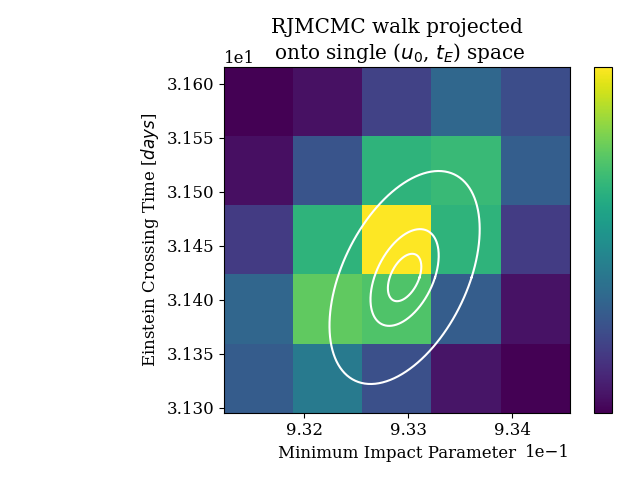 RJMCMC walk projected
onto single (u₀, t_E) space
1e1
3.160
3.155
3.150
3.145
3.140
3.135
3.130
Einstein Crossing Time [days]
9.32 9.33 9.34
Minimum Impact Parameter 1e−1